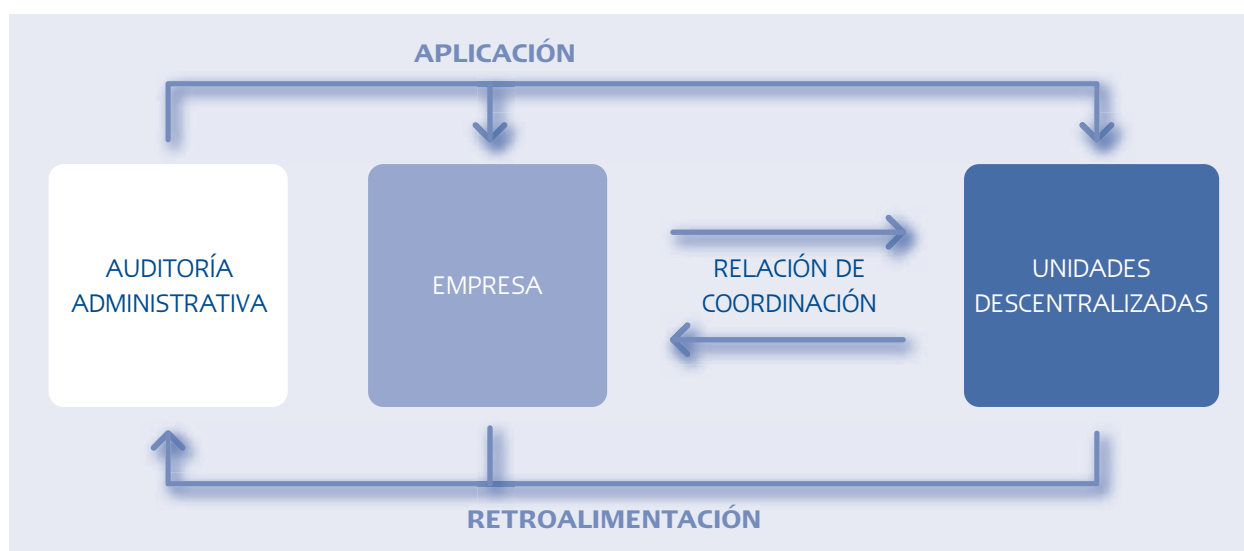 APLICACIÓN
AUDITORÍA
ADMINISTRATIVA
EMPRESA
RELACIÓN DE
COORDINACIÓN
UNIDADES
DESCENTRALIZADAS
RETROALIMENTACIÓN